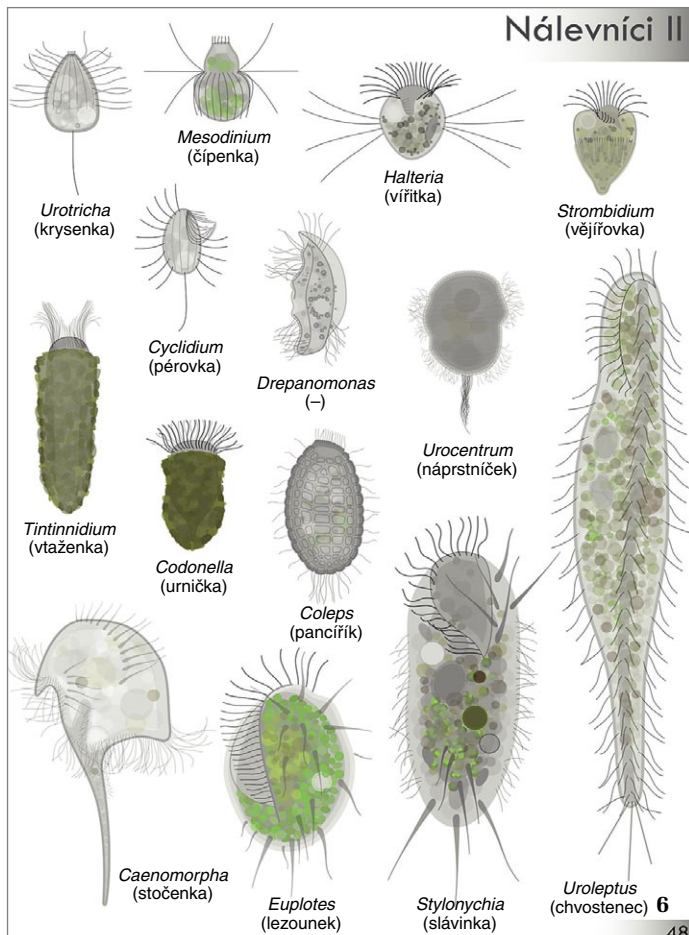 Nálevníci II
Urotricha
(krysenka)
Mesodinium
(čípenka)
Halteria
(vířitka)
Strombidium
(vějířovka)
Cyclidium
(pérovka)
Drepanomonas
(–)
Urocentrum
(náprstníček)
Tintinnidium
(vtaženka)
Codonella
(urnička)
Coleps
(pancířík)
Caenomorpha
(stočenka)
Euplotes
(lezounek)
Stylonychia
(slávinka)
Uroleptus
(chvostenec) 6
48